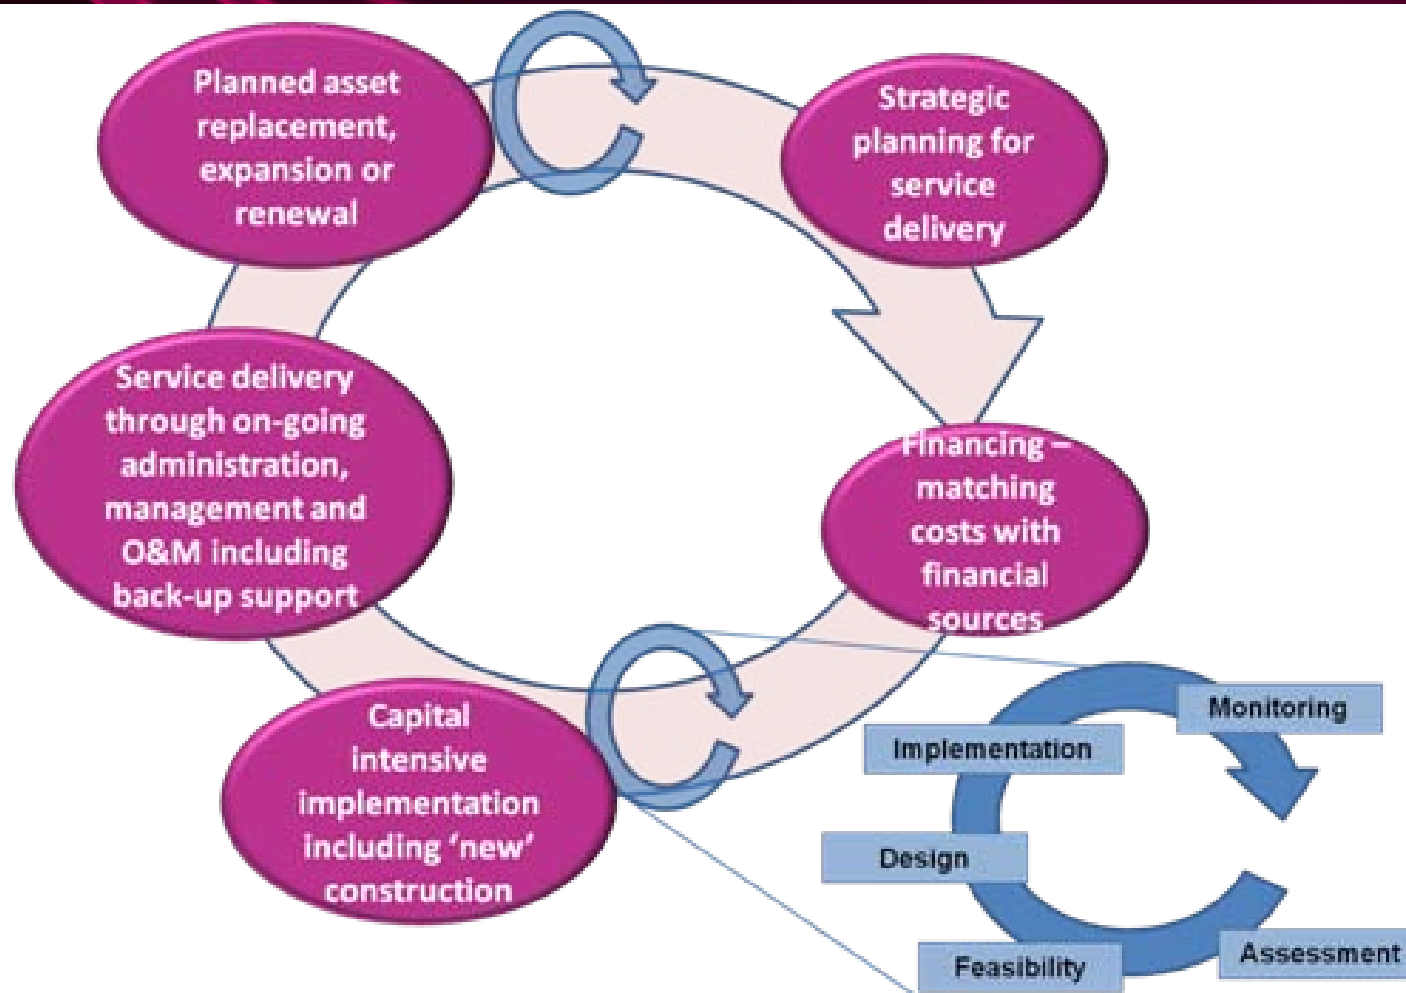 Planned asset
replacement,
expansion or
renewal
Strategic
planning for
service
delivery
Financing –
matching
costs with
financial
sources
Capital
intensive
implementation
including ‘new’
construction
Service delivery
through on-going
administration,
management and
O&M including
back-up support
Monitoring
Implementation
Design
Feasibility
Assessment